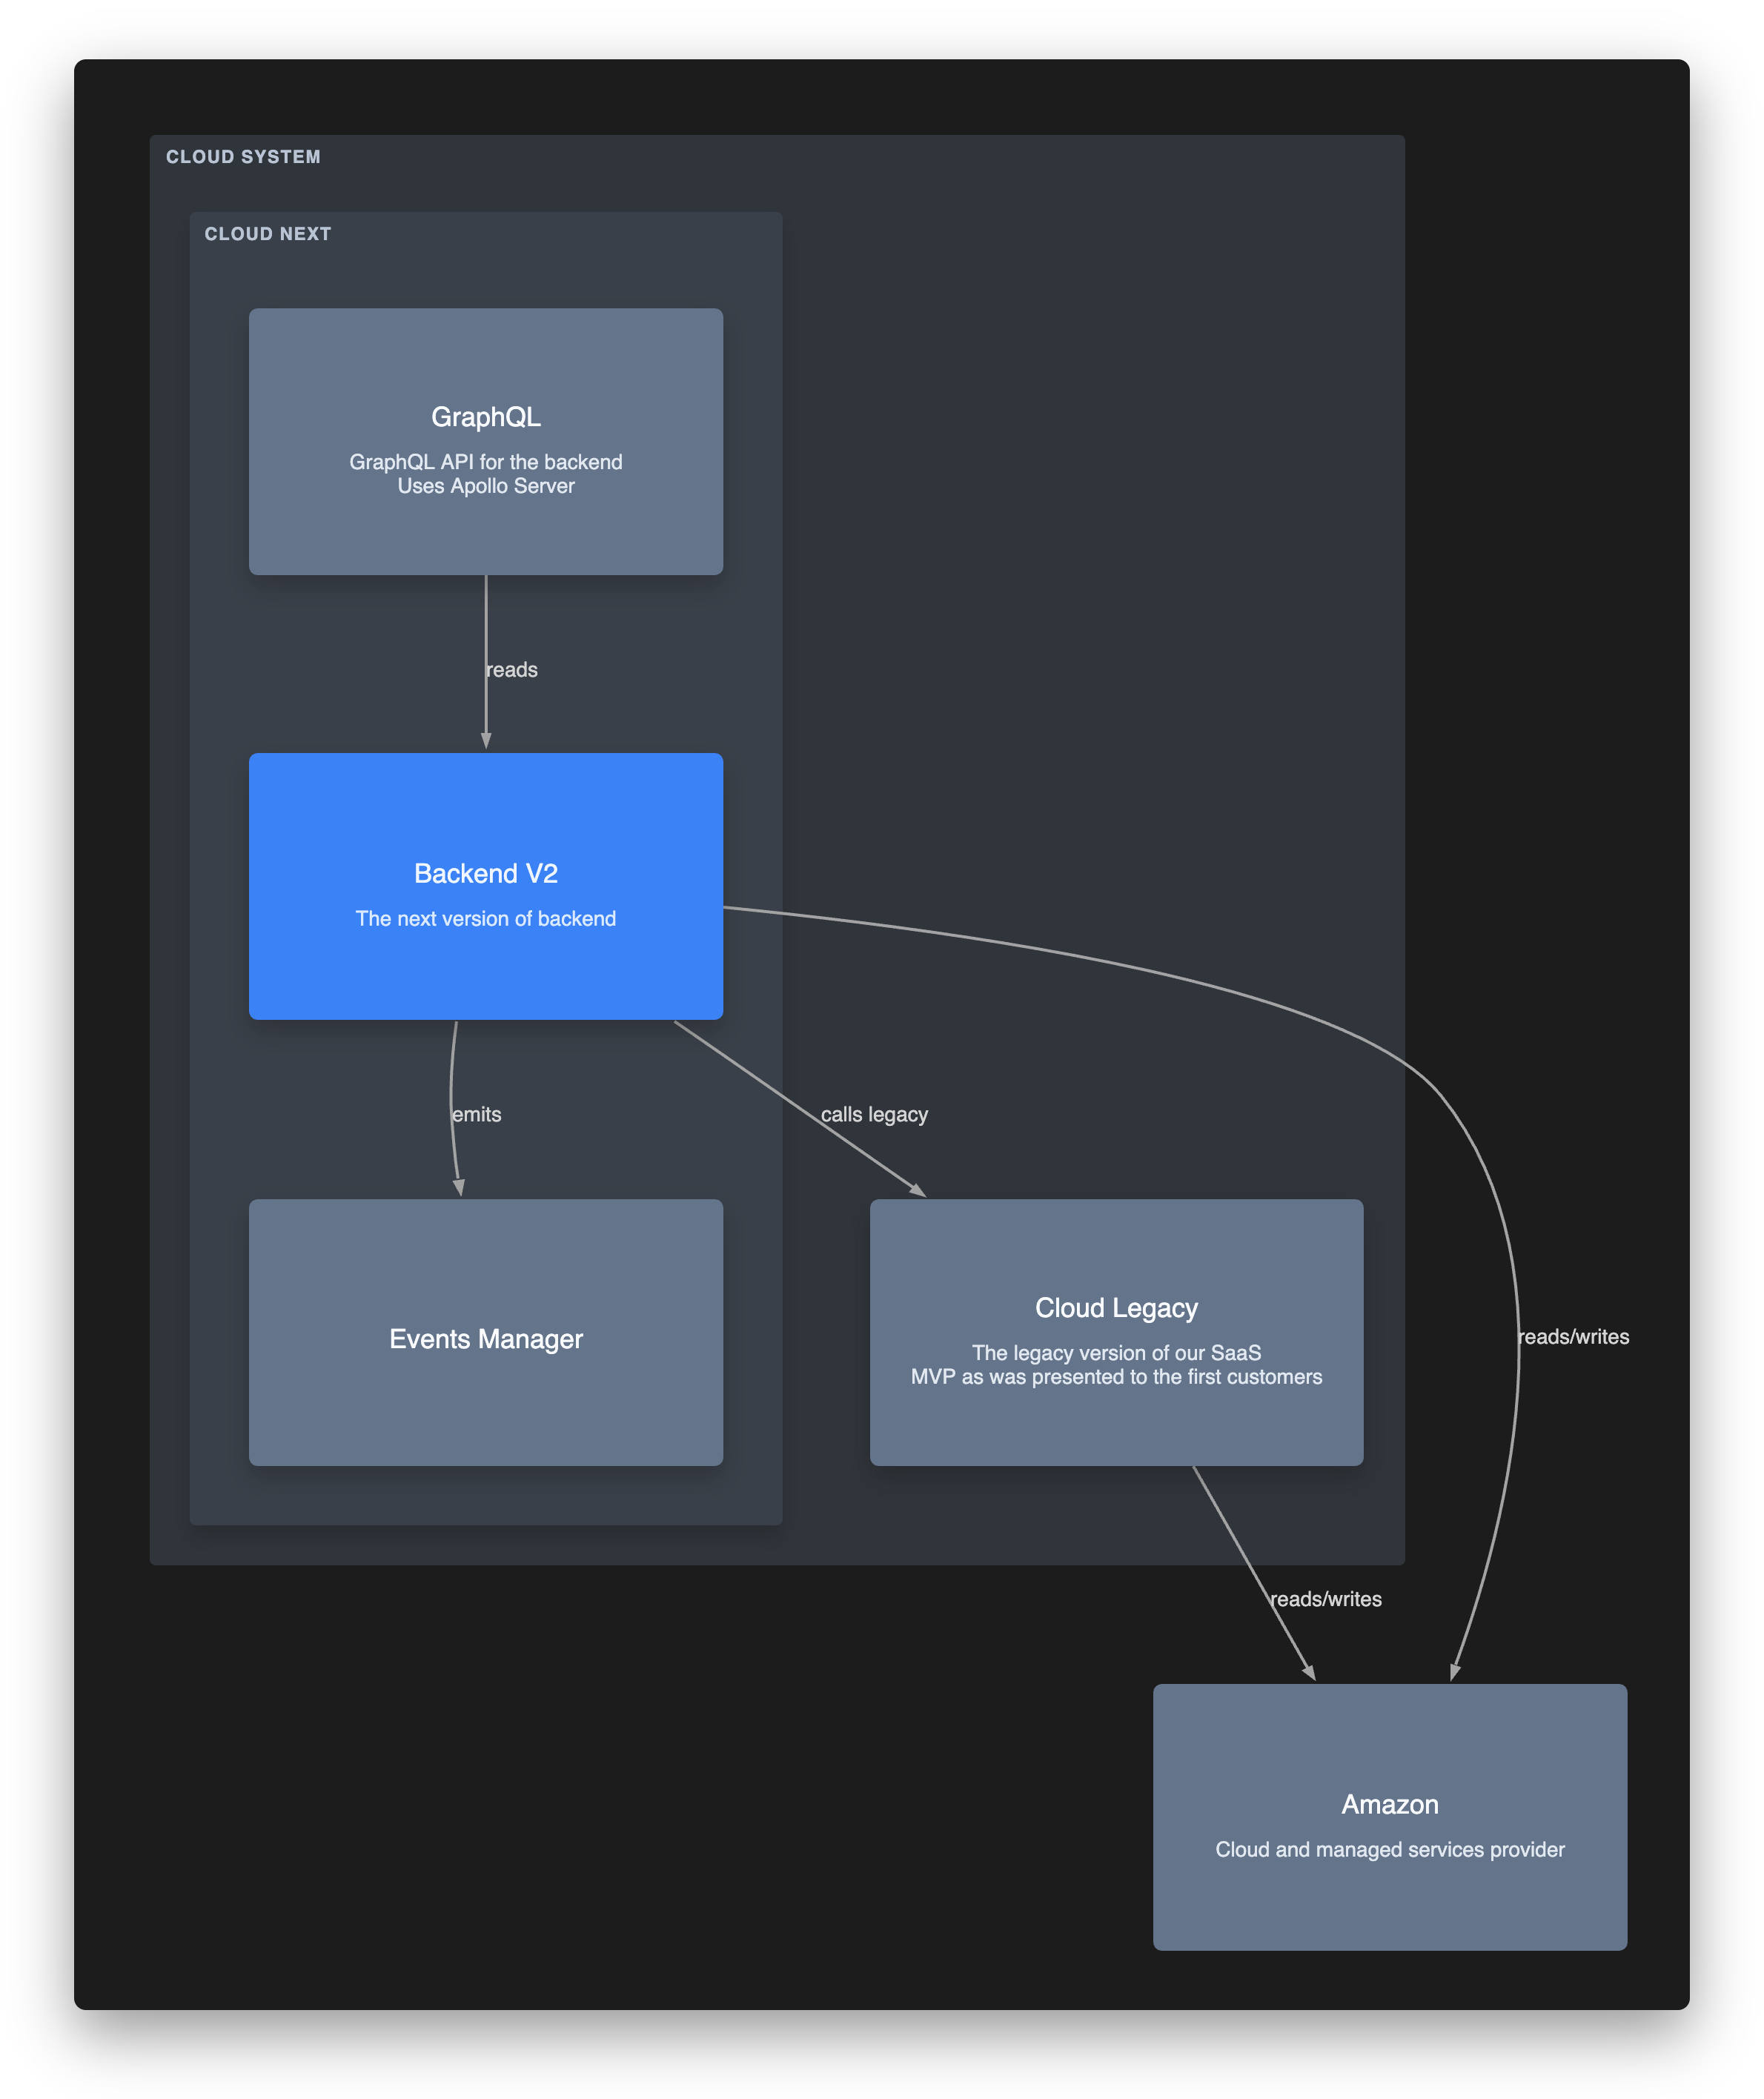 CLOUD SYSTEM
CLOUD NEXT
GraphQL
GraphQL API for the backend
Uses Apollo Server
reads
Backend V2
The next version of backend
emits
calls legacy
Events Manager
Cloud Legacy
The legacy version of our SaaS
MVP as was presented to the first customers
reads/writes
reads/writes
Amazon
Cloud and managed services provider